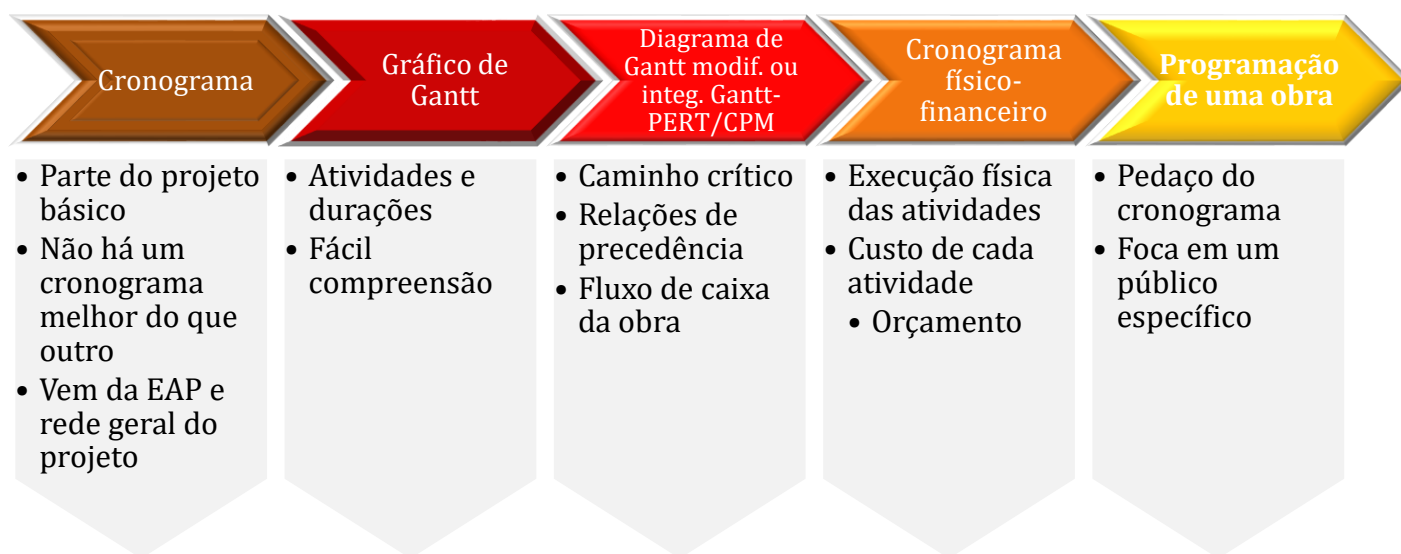 Cronograma
Gráfico de
Gantt
Diagrama de
Gantt modif. ou
integ. Gantt-
PERT/CPM
Cronograma
físico-
financeiro
Programação
de uma obra
• Parte do projeto
básico
• Não há um
cronograma
melhor do que
outro
• Vem da EAP e
rede geral do
projeto
• Atividades e
durações
• Fácil
compreensão
• Caminho crítico
• Relações de
precedência
• Fluxo de caixa
da obra
• Execução física
das atividades
• Custo de cada
atividade
• Orçamento
• Pedaço do
cronograma
• Foca em um
público
específico